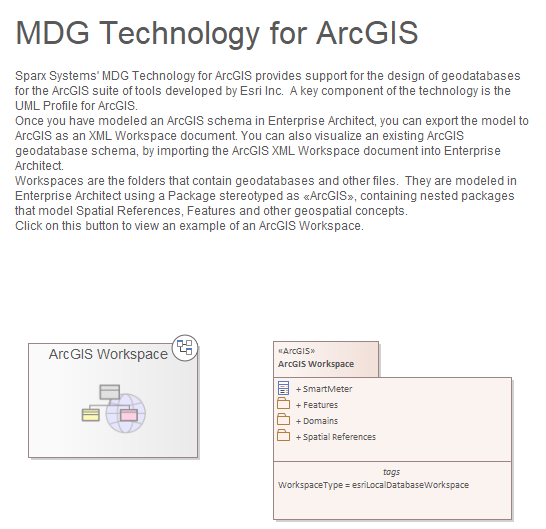 MDG Technology for ArcGIS
Sparx Systems' MDG Technology for ArcGIS provides support for the design of geodatabases
for the ArcGIS suite of tools developed by Esri Inc.  A key component of the technology is the
UML Profile for ArcGIS.
Once you have modeled an ArcGIS schema in Enterprise Architect, you can export the model to
ArcGIS as an XML Workspace document. You can also visualize an existing ArcGIS
geodatabase schema, by importing the ArcGIS XML Workspace document into Enterprise
Architect.
Workspaces are the folders that contain geodatabases and other files.  They are modeled in
Enterprise Architect using a Package stereotyped as «ArcGIS», containing nested packages
that model Spatial References, Features and other geospatial concepts.
Click on this button to view an example of an ArcGIS Workspace.
ArcGIS Workspace
«ArcGIS»
ArcGIS Workspace
+ SmartMeter
+ Features
+ Domains
+ Spatial References
tags
WorkspaceType = esriLocalDatabaseWorkspace